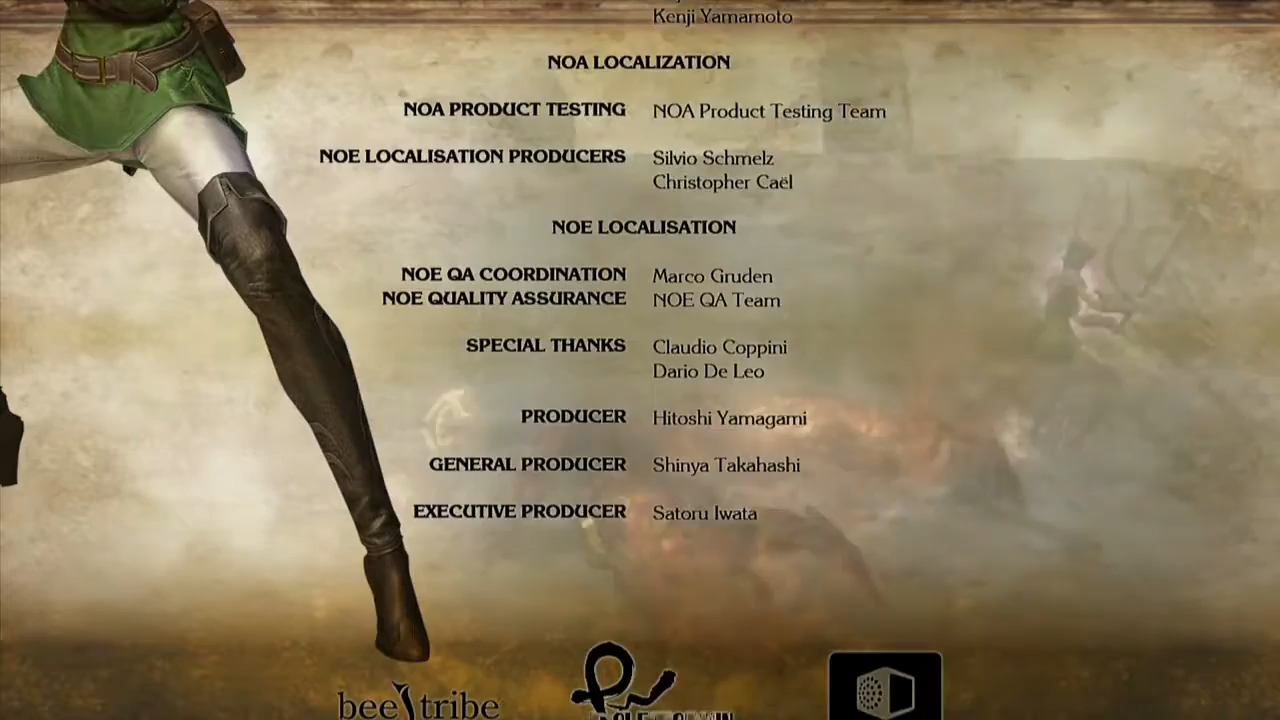 Kenji Yamamoto
NOA LOCALIZATION
NOA PRODUCT TESTING NOA Product Testing Team
NOE LOCALISATION PRODUCERS Silvio Schmelz
Christopher Caël
NOE LOCALISATION
NOE QA COORDINATION Marco Gruden
NOE QUALITY ASSURANCE NOE QA Team
SPECIAL THANKS Claudio Coppini
Dario De Leo
PRODUCER Hitoshi Yamagami
GENERAL PRODUCER Shinya Takahashi
EXECUTIVE PRODUCER Satoru Iwata
bee tribe